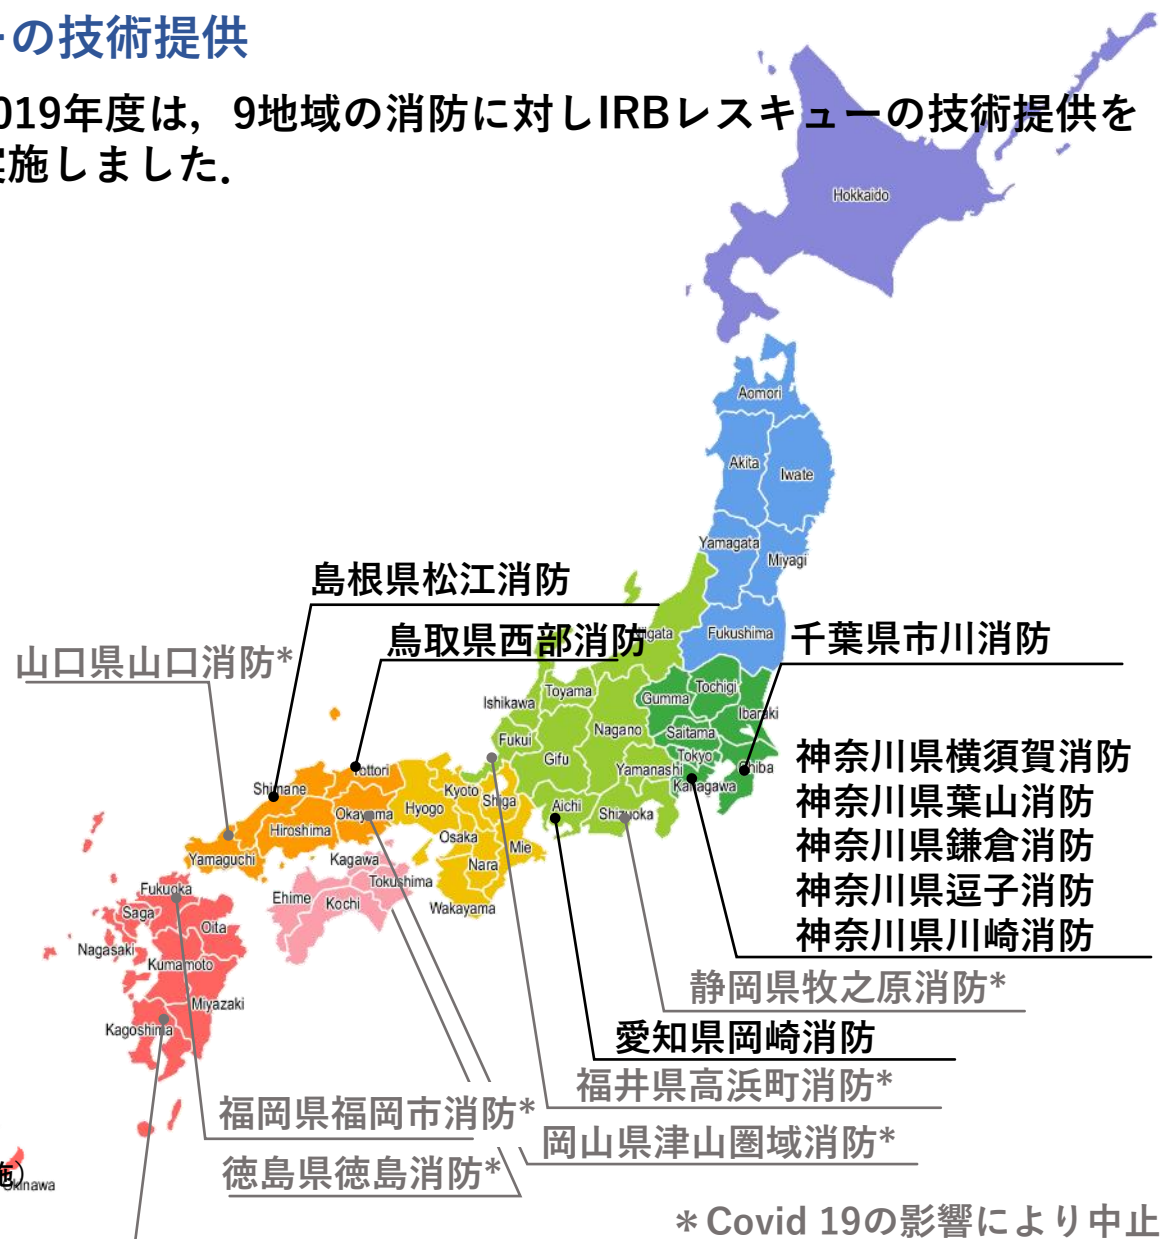 ーの技術提供
019年度は，9地域の消防に対しIRBレスキューの技術提供を
実施しました．
Hokkaido
Aomori
Akita
Iwate
Yamagata
Miyagi
島根県松江消防
鳥取県西部消防
Niigata
Fukushima
千葉県市川消防
山口県山口消防*
Ishikawa
Toyama
Gumma
Tochigi
Ibaraki
Fukui
Nagano
Saitama
Gifu
Tokyo
Yamanashi
Chiba
Kanagawa
神奈川県横須賀消防
神奈川県葉山消防
神奈川県鎌倉消防
神奈川県逗子消防
神奈川県川崎消防
Tottori
Shimane
Kyoto
Shiga
Hyogo
Okayama
Aichi
Shizuoka
Hiroshima
Osaka
Mie
Yamaguchi
Kagawa
Nara
Tokushima
Fukuoka
Ehime
Kochi
Wakayama
Saga
Oita
Nagasaki
Kumamoto
Miyazaki
Kagoshima
静岡県牧之原消防*
愛知県岡崎消防
福井県高浜町消防*
福岡県福岡市消防*
岡山県津山圏域消防*
徳島県徳島消防*
施）
Okinawa
＊Covid 19の影響により中止